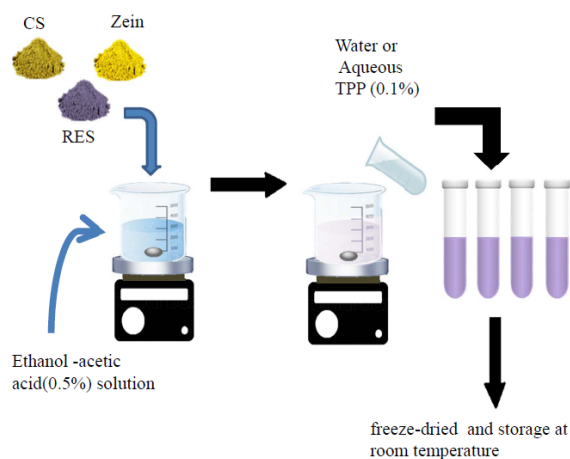 CS
Zein
RES
Water or
Aqueous
TPP (0.1%)
Ethanol -acetic
acid(0.5%) solution
freeze-dried and storage at
room temperature